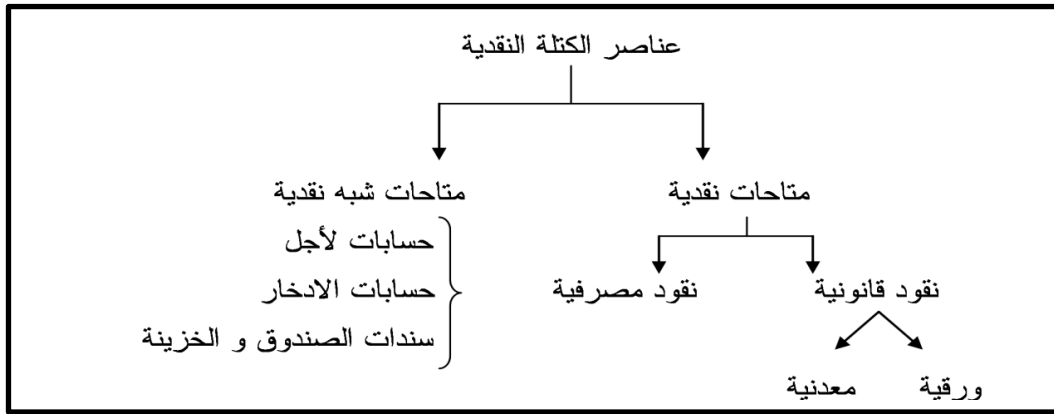 عناصر الكتلة النقدية
متاحات نقدية
متاحات شبه نقدية
حسابات لأجل
حسابات الادخار
سندات الصندوق و الخزينة
نقود قانونية
نقود مصرفية
ورقية
معدنية